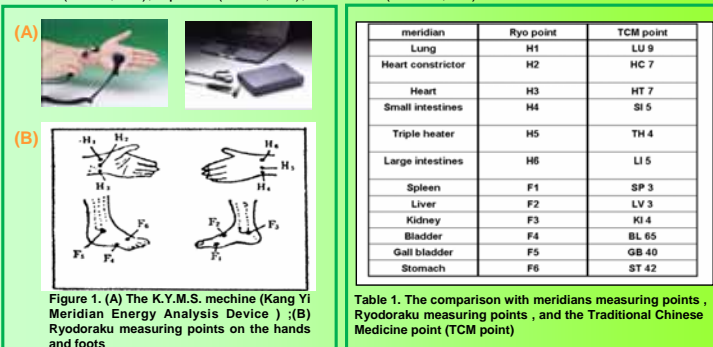 (A)
(B)
H1 H2
H3
H6
H5
H4
F5 F4 F6
F2 F3
F1
Figure 1. (A) The K.Y.M.S. mechine (Kang Yi
Meridian Energy Analysis Device ) ;(B)
Ryodoraku measuring points on the hands
and foots
meridian Ryo point TCM point
Lung H1 LU 9
Heart constrictor H2 HC 7
Heart H3 HT 7
Small intestines H4 SI 5
Triple heater H5 TH 4
Large intestines H6 LI 5
Spleen F1 SP 3
Liver F2 LV 3
Kidney F3 KI 4
Bladder F4 BL 65
Gall bladder F5 GB 40
Stomach F6 ST 42
Table 1. The comparison with meridians measuring points ,
Ryodoraku measuring points , and the Traditional Chinese
Medicine point (TCM point)